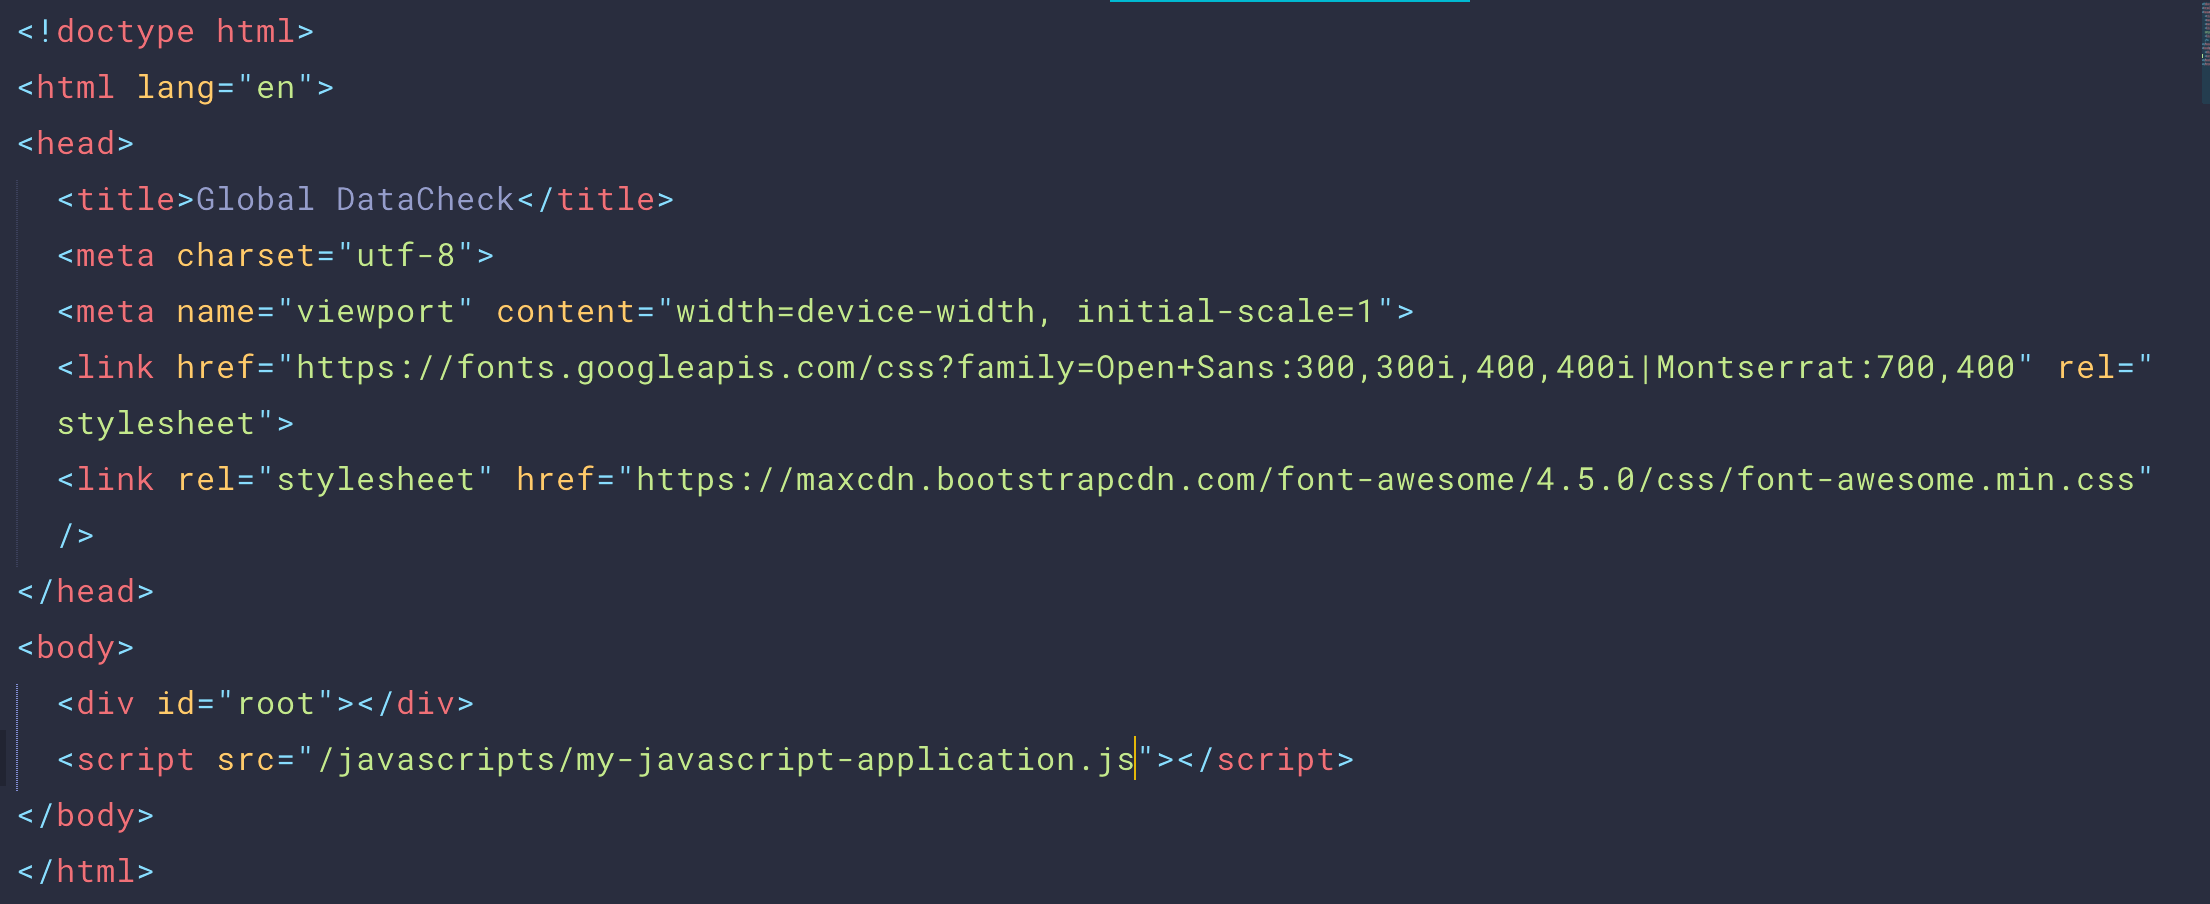 <!doctype html>
<html lang="en">
<head>
<title>Global DataCheck</title>
<meta charset="utf-8">
<meta name="viewport" content="width=device-width, initial-scale=1">
<link href="https://fonts.googleapis.com/css?family=Open+Sans:300,300i,400,400i|Montserrat:700,400" rel="
stylesheet">
<link rel="stylesheet" href="https://maxcdn.bootstrapcdn.com/font-awesome/4.5.0/css/font-awesome.min.css"
/>
</head>
<body>
<div id="root"></div>
<script src="/javascripts/my-javascript-application.js"></script>
</body>
</html>